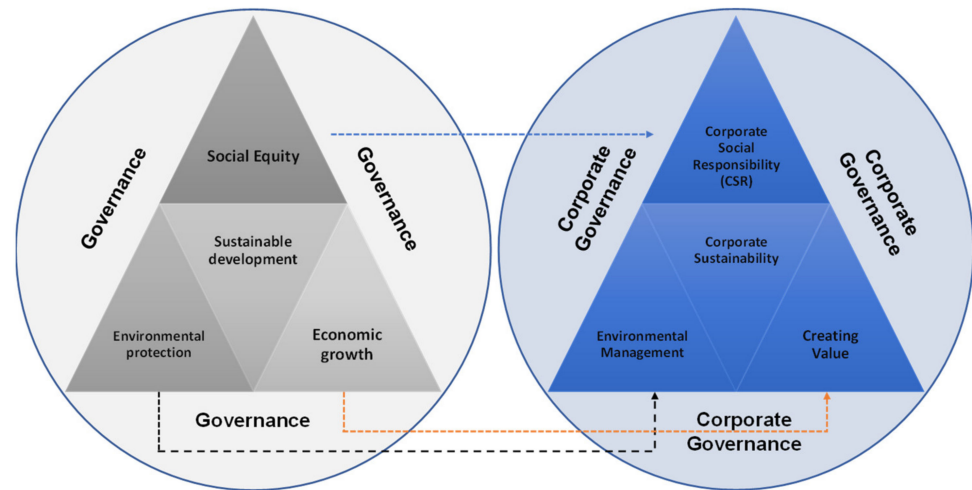 Governance
Social Equity
Governance
Sustainable
development
Environmental
protection
Economic
growth
Governance
Corporate
Governance
Corporate
Social
Responsibility
(CSR)
Corporate
Governance
Corporate
Sustainability
Environmental
Management
Creating
Value
Corporate
Governance